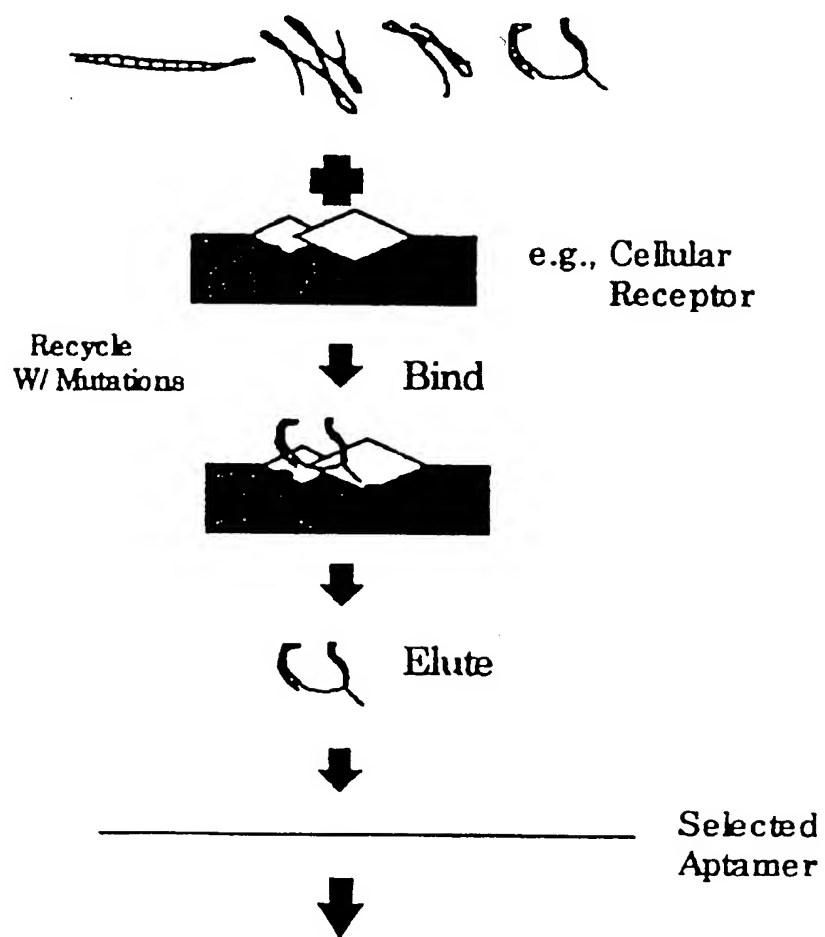 e.g., Cellular
Receptor
Recycle
W/ Mutations
Bind
Elute
Selected
Aptamer